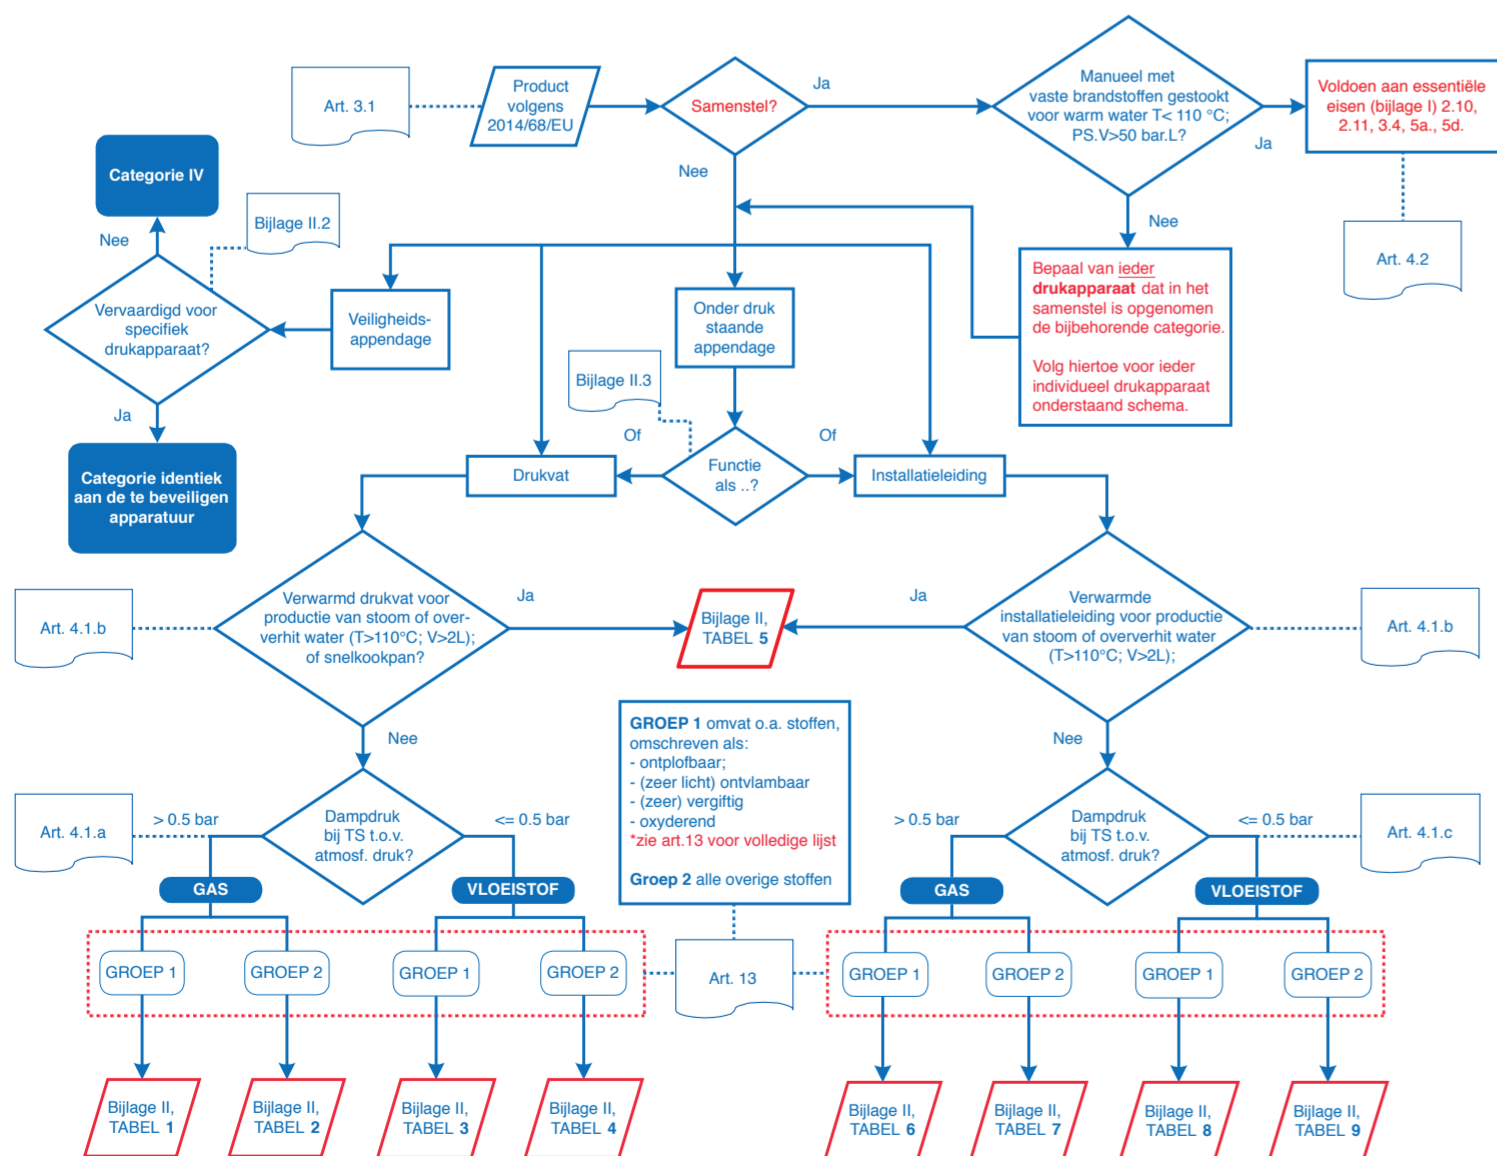 Art. 3.1
Product
volgens
2014/68/EU
Samenstel?
Ja
Manueel met
vaste brandstoffen gestookt
voor warm water T< 110 °C;
PS.V>50 bar.L?
Ja
Voldoen aan essentiële
eisen (bijlage I) 2.10,
2.11, 3.4, 5a., 5d.
Nee
Nee
Art. 4.2
Categorie IV
Bijlage II.2
Nee
Vervaardigd voor
specifiek
drukapparaat?
Ja
Categorie identiek
aan de te beveiligen
apparatuur
Veiligheids-
appendage
Onder druk
staande
appendage
Bepaal van ieder
drukapparaat dat in het
samenstel is opgenomen
de bijbehorende categorie.
Volg hiertoe voor ieder
individueel drukapparaat
onderstaand schema.
Bijlage II.3
Of
Of
Drukvat
Functie
als ..?
Installatieleiding
Art. 4.1.b
Verwarmd drukvat voor
productie van stoom of over-
verhit water (T>110°C; V>2L);
of snelkookpan?
Ja
Bijlage II,
TABEL 5
Ja
Verwarmde
installatieleiding voor productie
van stoom of oververhit water
(T>110°C; V>2L);
Art. 4.1.b
Nee
Nee
GROEP 1 omvat o.a. stoffen,
omschreven als:
- ontplofbaar;
- (zeer licht) ontvlambaar
- (zeer) vergiftig
- oxyderend
*zie art.13 voor volledige lijst
Groep 2 alle overige stoffen
Art. 4.1.a
> 0.5 bar
Dampdruk
bij TS t.o.v.
atmosf. druk?
<= 0.5 bar
> 0.5 bar
Dampdruk
bij TS t.o.v.
atmosf. druk?
<= 0.5 bar
Art. 4.1.c
GAS
VLOEISTOF
GAS
VLOEISTOF
GROEP 1
GROEP 2
GROEP 1
GROEP 2
Art. 13
GROEP 1
GROEP 2
GROEP 1
GROEP 2
Bijlage II,
TABEL 1
Bijlage II,
TABEL 2
Bijlage II,
TABEL 3
Bijlage II,
TABEL 4
Bijlage II,
TABEL 6
Bijlage II,
TABEL 7
Bijlage II,
TABEL 8
Bijlage II,
TABEL 9